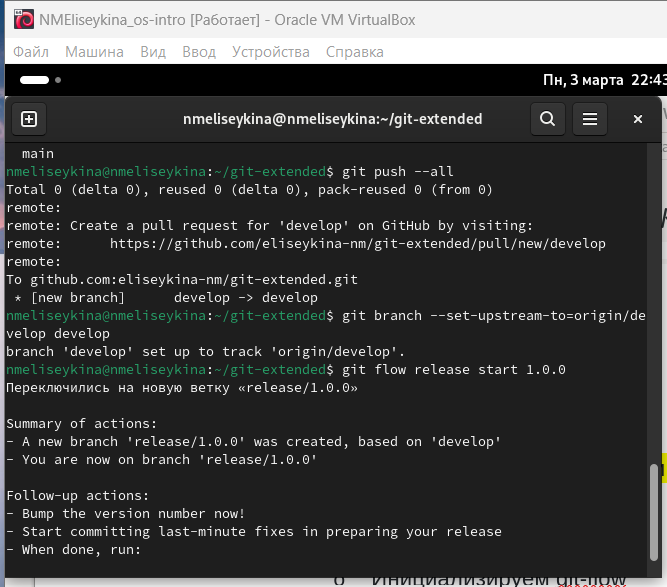 NMEliseykina_os-intro [Работает] - Oracle VM VirtualBox
Файл Машина Вид Ввод Устройства Справка
Пн, 3 марта 22:43
nmeliseykina@nmeliseykina:~/git-extended
main
nmeliseykina@nmeliseykina:~/git-extended$ git push --all
Total 0 (delta 0), reused 0 (delta 0), pack-reused 0 (from 0)
remote:
remote: Create a pull request for 'develop' on GitHub by visiting:
remote:      https://github.com/eliseykina-nm/git-extended/pull/new/develop
remote:
To github.com:eliseykina-nm/git-extended.git
 * [new branch]      develop -> develop
nmeliseykina@nmeliseykina:~/git-extended$ git branch --set-upstream-to=origin/de
velop develop
branch 'develop' set up to track 'origin/develop'.
nmeliseykina@nmeliseykina:~/git-extended$ git flow release start 1.0.0
Переключились на новую ветку «release/1.0.0»
Summary of actions:
- A new branch 'release/1.0.0' was created, based on 'develop'
- You are now on branch 'release/1.0.0'
Follow-up actions:
- Bump the version number now!
- Start committing last-minute fixes in preparing your release
- When done, run:
o Инициализируем git-flow